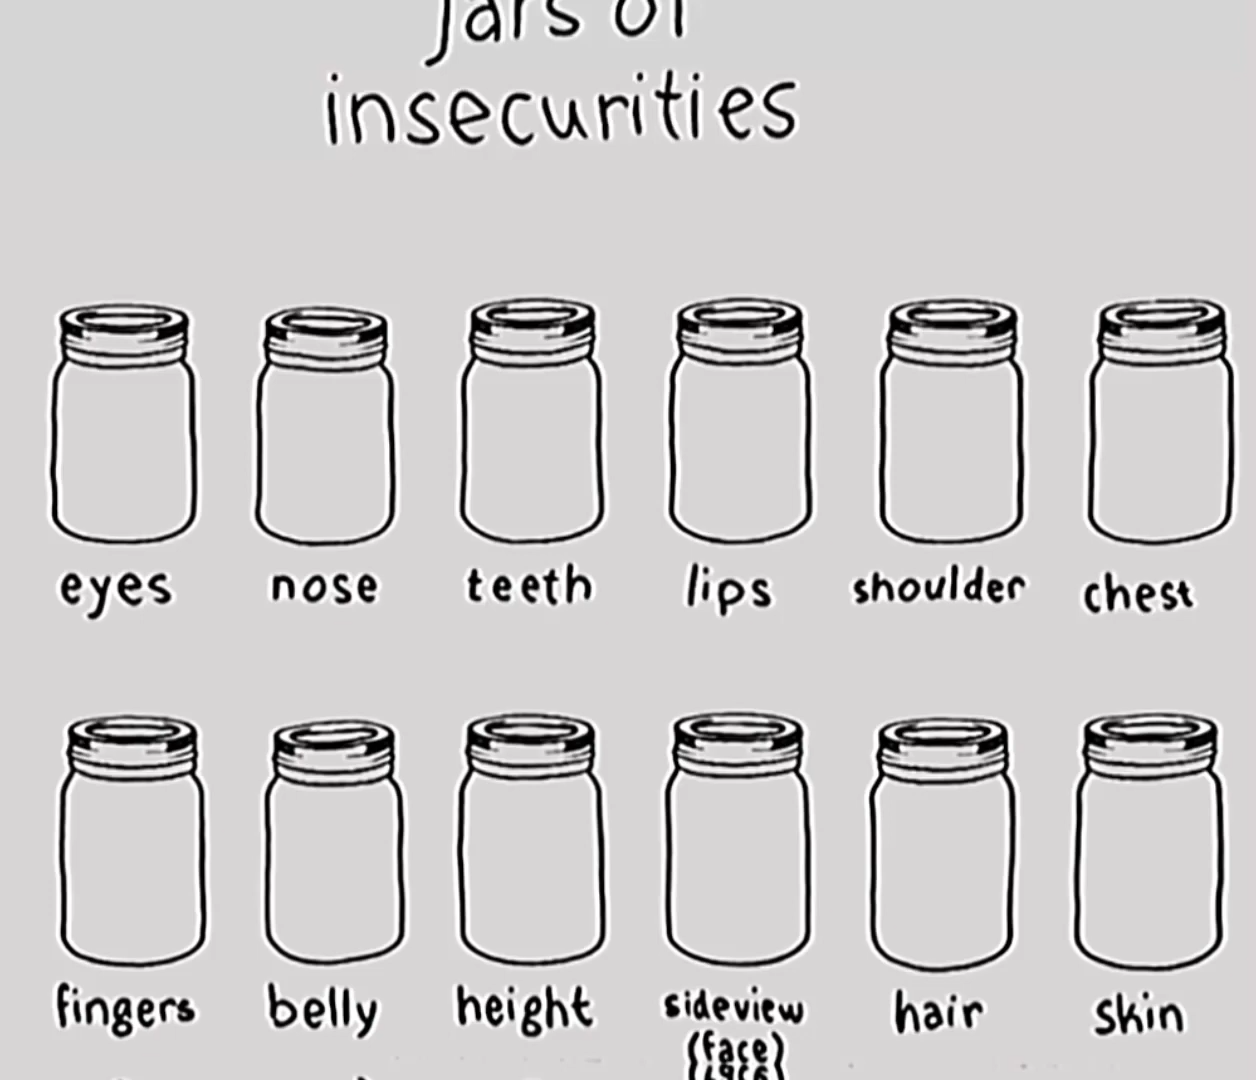 jars of
insecurities
eyes nose teeth lips shoulder chest
fingers belly height sideview hair skin
(face)